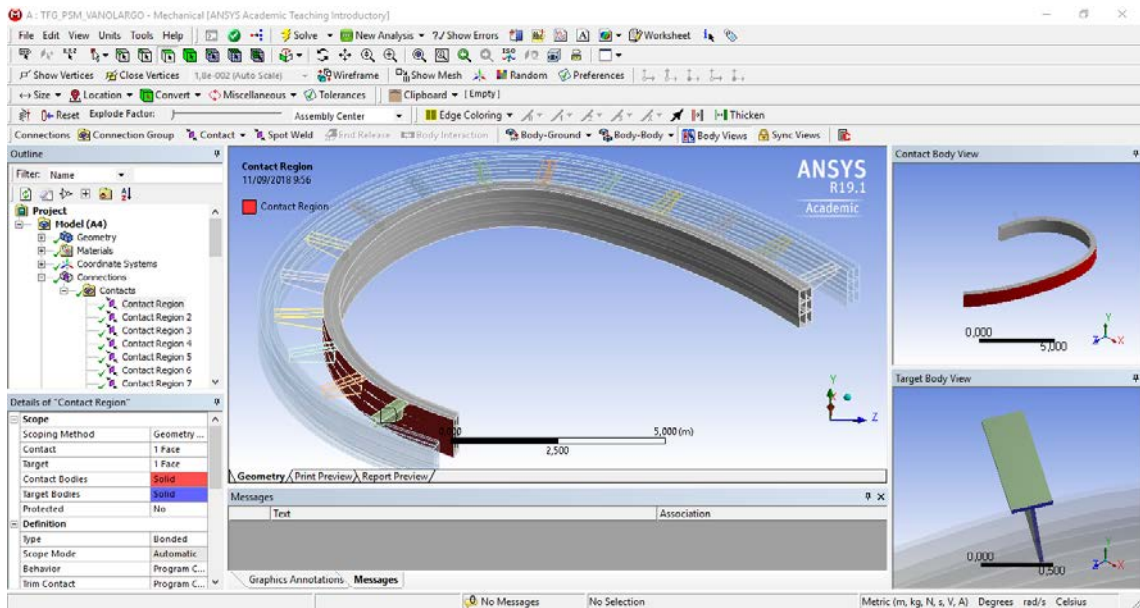 A : TFG_PSM_VANOLARGO - Mechanical [ANSYS Academic Teaching Introductory]
File Edit View Units Tools Help Solve New Analysis ?/ Show Errors Worksheet
ISO
Show Vertices Close Vertices 1,8e-002 (Auto Scale) Wireframe Show Mesh Random Preferences
Size Location Convert Miscellaneous Tolerances Clipboard [Empty]
Reset Explode Factor: Assembly Center Edge Coloring Thicken
Connections Connection Group Contact Spot Weld End Release Body Interaction Body-Ground Body-Body Body Views Sync Views
Outline
Filter: Name
Project
Model (A4)
Geometry
Materials
Coordinate Systems
Connections
Contacts
Contact Region
Contact Region 2
Contact Region 3
Contact Region 4
Contact Region 5
Contact Region 6
Contact Region 7
Details of "Contact Region"
Scope
Scoping Method Geometry ...
Contact 1 Face
Target 1 Face
Contact Bodies Solid
Target Bodies Solid
Protected No
Definition
Type Bonded
Scope Mode Automatic
Behavior Program C...
Trim Contact Program C...
Contact Region
11/09/2018 9:56
Contact Region
ANSYS
R19.1
Academic
Y
Z
0,000
5,000 (m)
2,500
Geometry Print Preview Report Preview
Messages
Text Association
Graphics Annotations Messages
Contact Body View
0,000
5,000
Y
Z X
Target Body View
0,000
0,500
Y
Z X
No Messages No Selection Metric (m, kg, N, s, V, A) Degrees rad/s Celsius